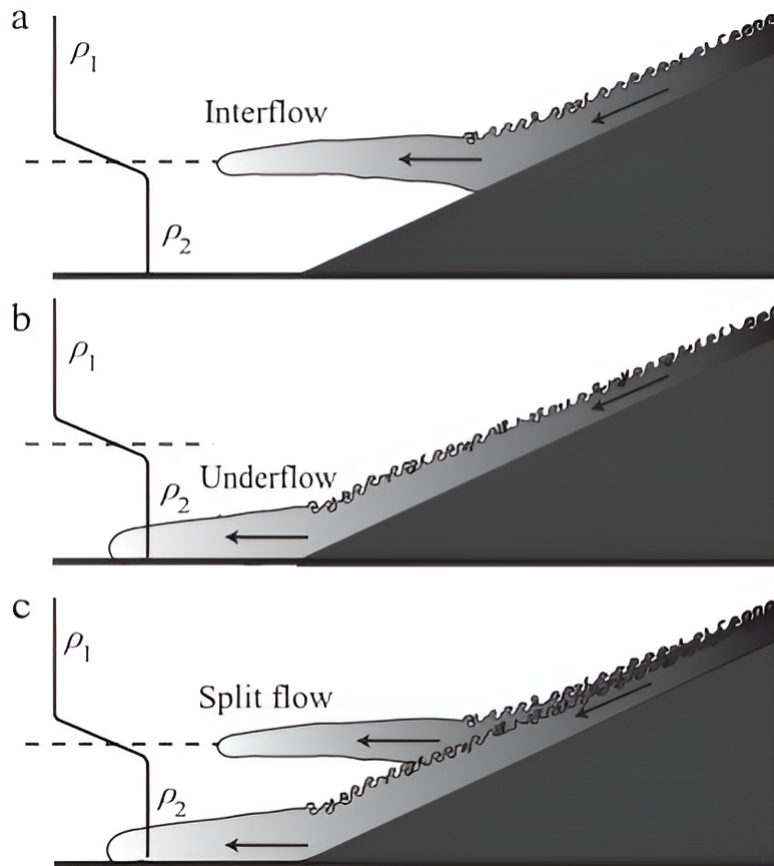 a
ρ1
Interflow
ρ2
b
ρ1
Underflow
ρ2
c
ρ1
Split flow
ρ2